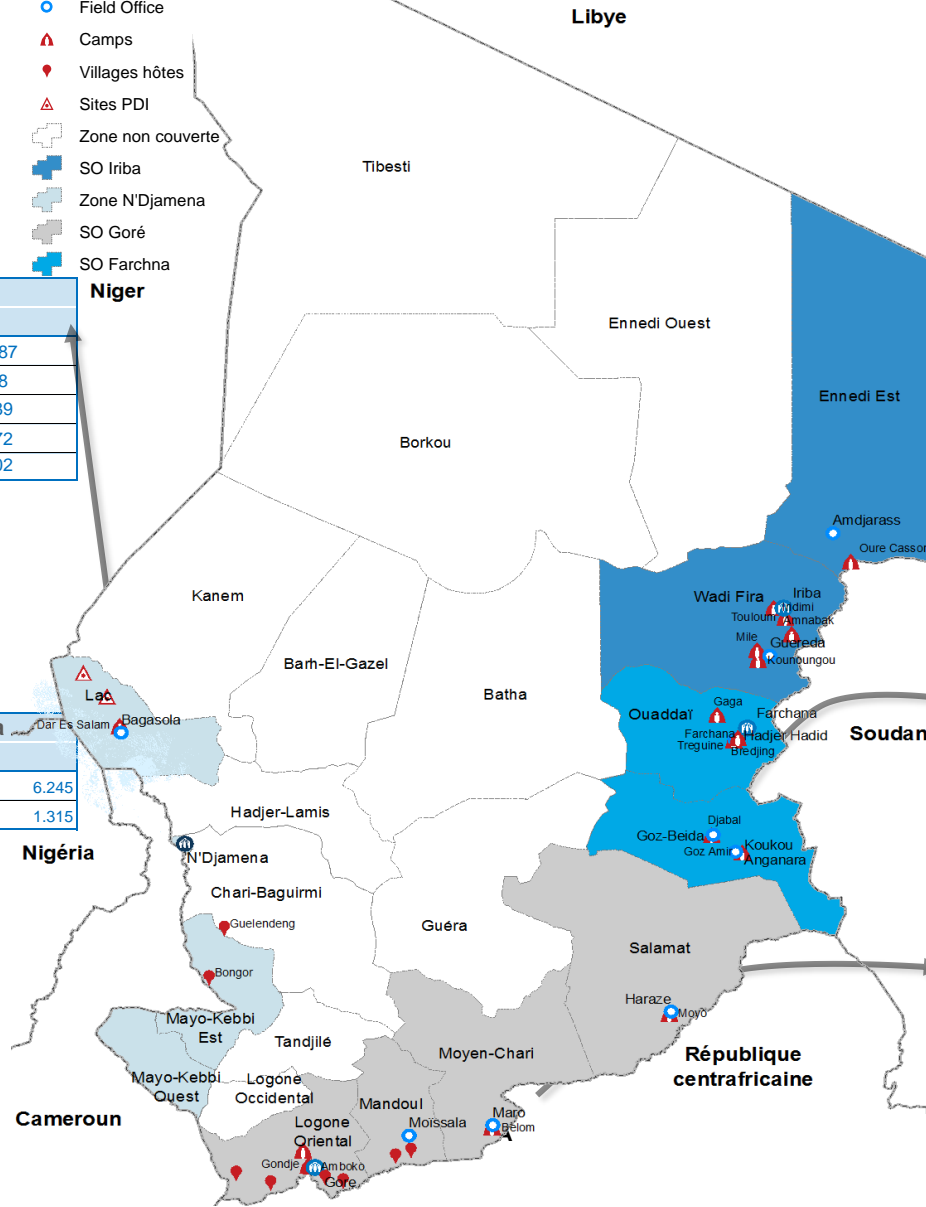 Field Office
Camps
Villages hôtes
Sites PDI
Zone non couverte
SO Iriba
Zone N'Djamena
SO Goré
SO Farchna
Libye
Niger
Tibesti
Ennedi Ouest
Ennedi Est
Borkou
87
8
39
72
02
Amdjarass
Oure Cassor
Kanem
Wadi Fira
Iriba
Touloum
Amnabak
Mile
Guereda
Kounoungou
Barh-El-Gazel
Batha
Lac
Dar Es Salam
Bagasola
Ouaddaï
Gaga
Farchana
Farchana
Hadjer Hadid
Treguine
Bredjing
Soudan
a
6.245
1.315
Hadjer-Lamis
Nigéria
N'Djamena
Djabal
Goz-Beida
Goz Amir
Koukou
Anganara
Chari-Baguirmi
Guelendeng
Guéra
Salamat
Bongor
Haraze
Moyo
Mayo-Kebbi
Est
Tandjilé
Moyen-Chari
République
centrafricaine
Mayo-Kebbi
Ouest
Logone
Occidental
Mandoul
Cameroun
Logone
Oriental
Moïssala
Maro
Belom
Gondje
Amboko
Gore